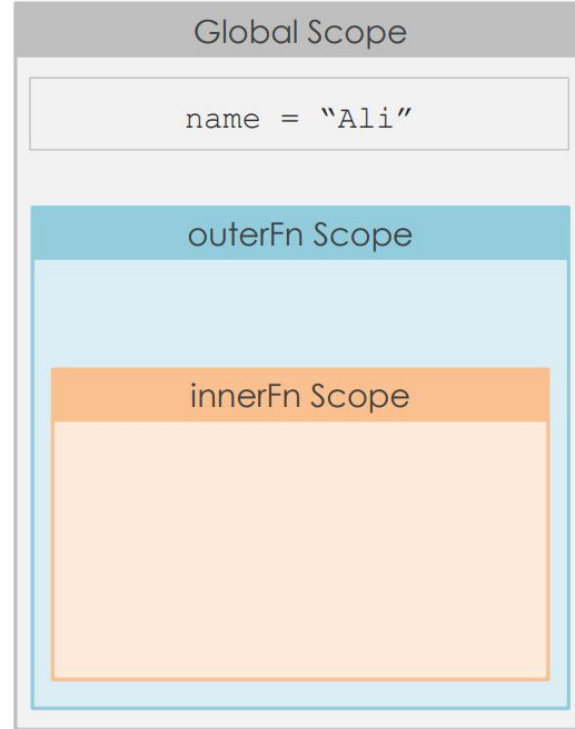 Global Scope
name = “Ali”
outerFn Scope
innerFn Scope